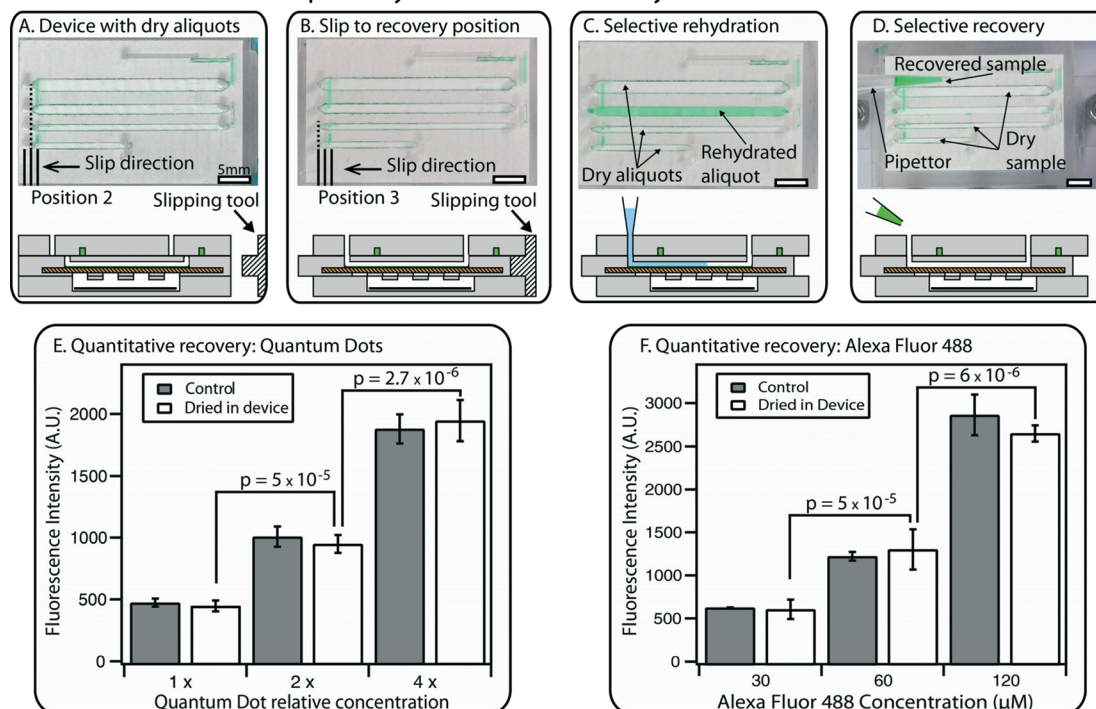 A. Device with dry aliquots
Slip direction
5mm
Position 2
Slipping tool
B. Slip to recovery position
Slip direction
Position 3
Slipping tool
C. Selective rehydration
Dry aliquots
Rehydrated
aliquot
D. Selective recovery
Recovered sample
Pipettor
Dry
sample
E. Quantitative recovery: Quantum Dots
Control
Dried in device
p = 2.7 x 10-6
p = 5 x 10-5
Fluorescence Intensity (A.U.)
2000
1500
1000
500
0
1 x
2 x
4 x
Quantum Dot relative concentration
F. Quantitative recovery: Alexa Fluor 488
Control
Dried in Device
p = 6 x 10-6
p = 5 x 10-5
Fluorescence Intensity (A.U.)
3000
2500
2000
1500
1000
500
0
30
60
120
Alexa Fluor 488 Concentration (μM)